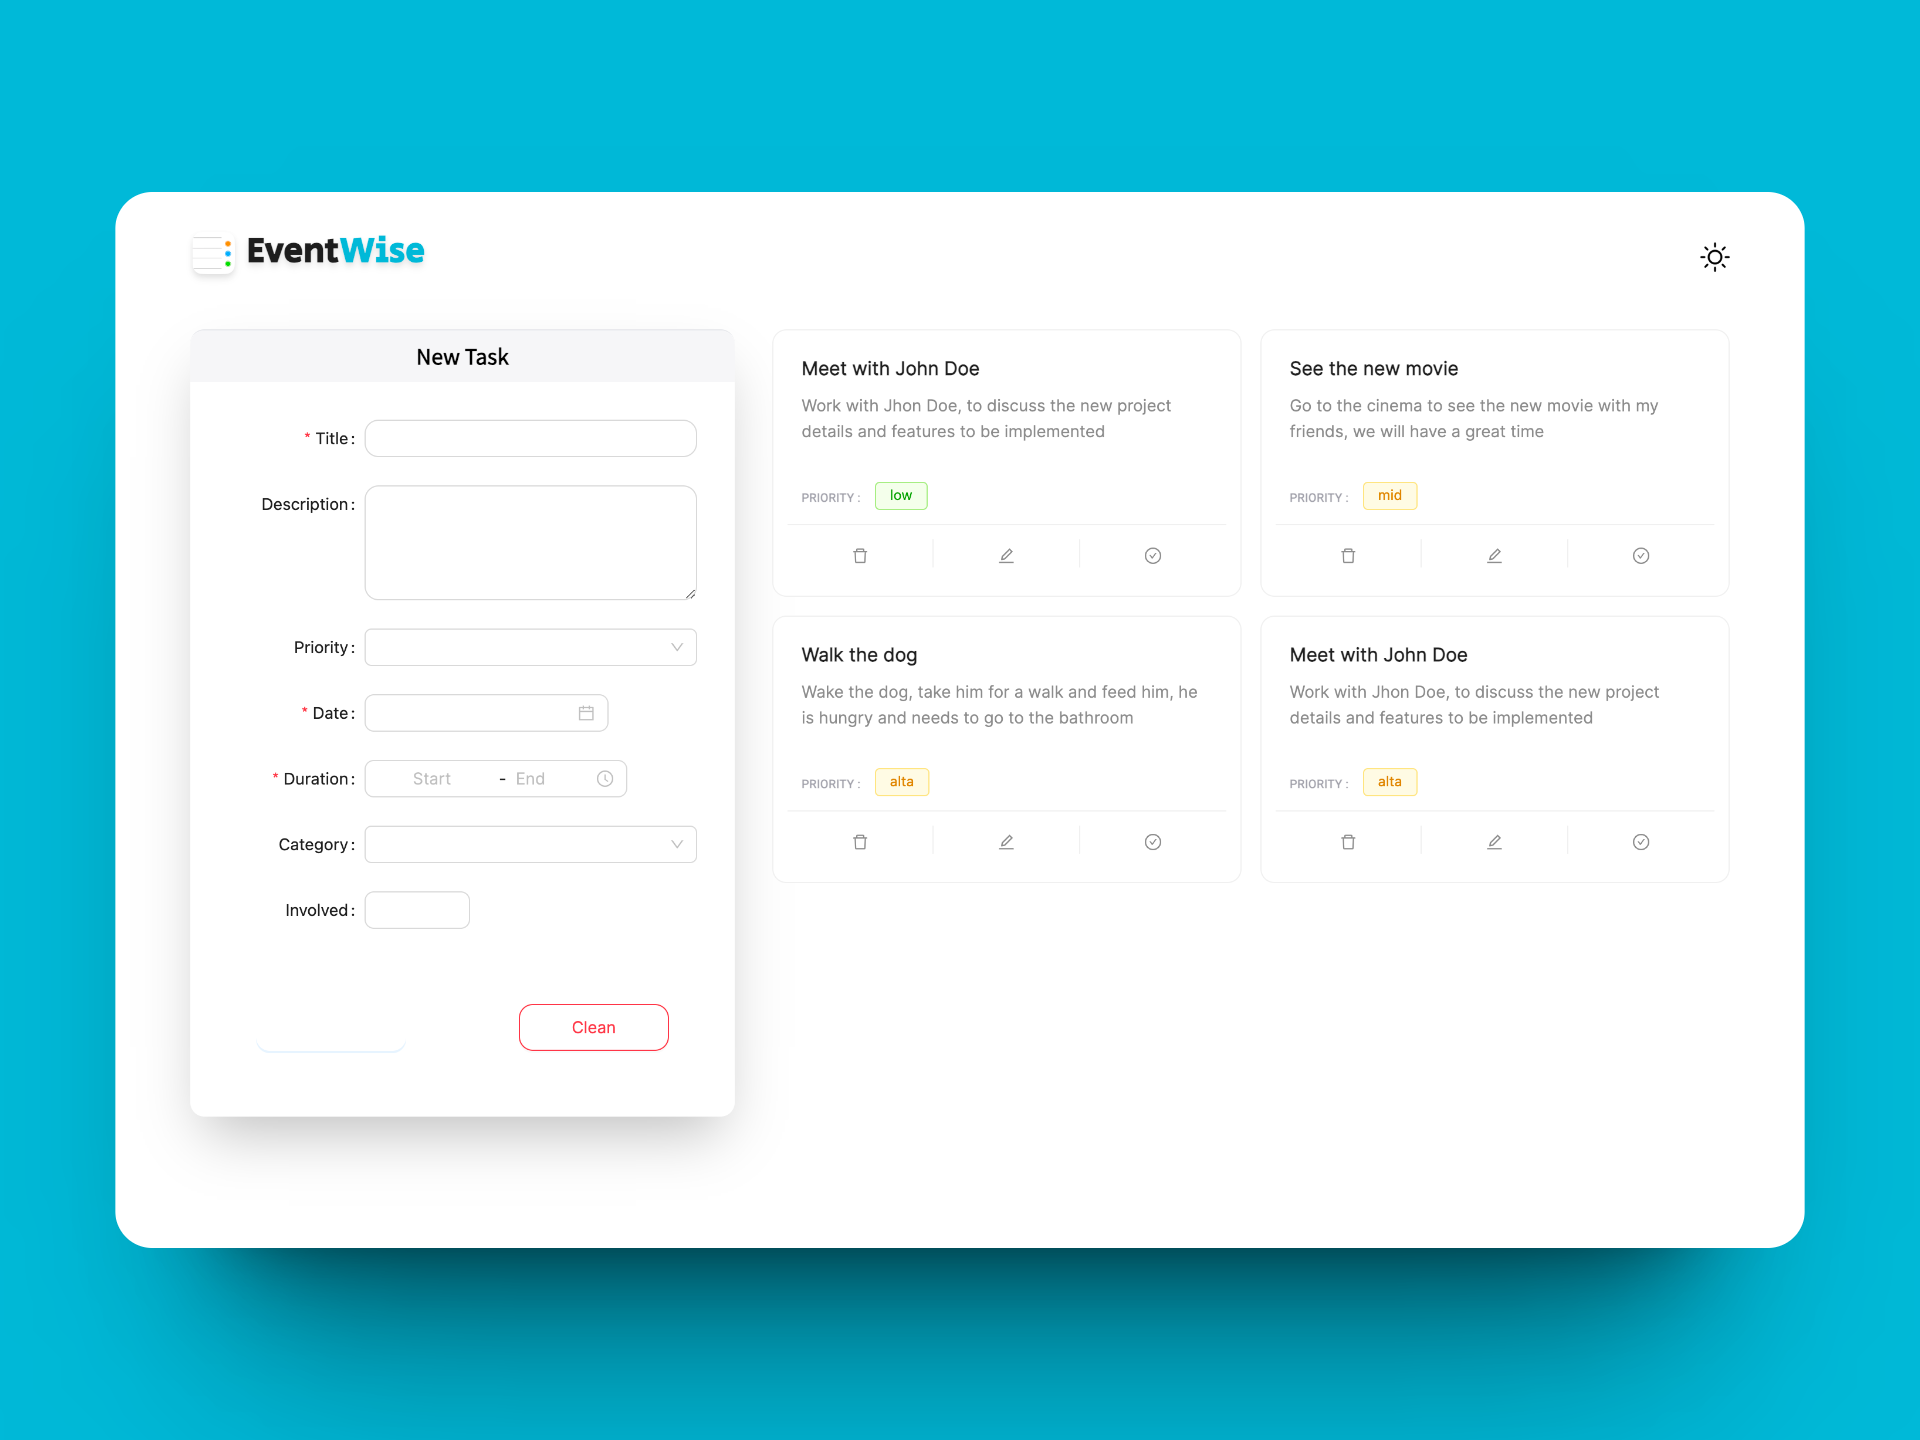 EventWise
New Task
* Title:
Description:
Priority:
* Date:
* Duration: Start - End
Category:
Involved:
Clean
Meet with John Doe
Work with Jhon Doe, to discuss the new project
details and features to be implemented
PRIORITY : low
See the new movie
Go to the cinema to see the new movie with my
friends, we will have a great time
PRIORITY : mid
Walk the dog
Wake the dog, take him for a walk and feed him, he
is hungry and needs to go to the bathroom
PRIORITY : alta
Meet with John Doe
Work with Jhon Doe, to discuss the new project
details and features to be implemented
PRIORITY : alta